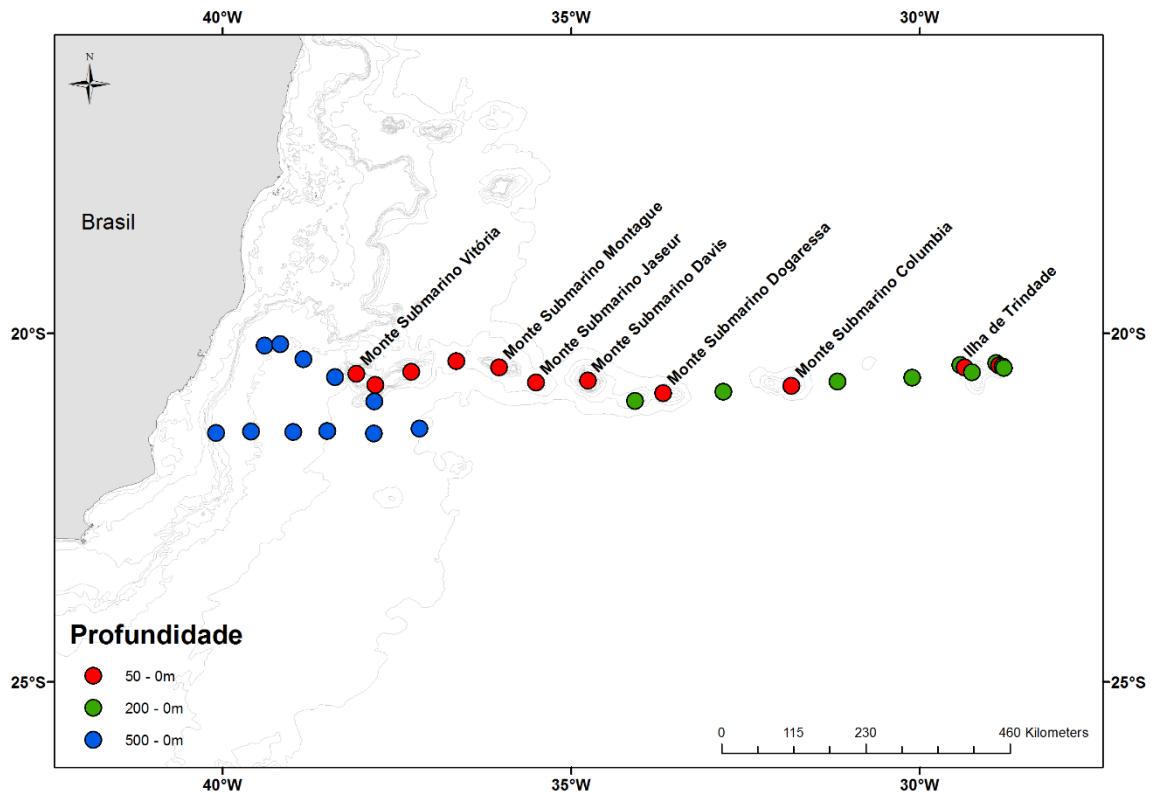 40°W
35°W
30°W
N
Brasil
Monte Submarino Vitória
Monte Submarino Montague
Monte Submarino Jaseur
Monte Submarino Davis
Monte Submarino Dogaressa
Monte Submarino Columbia
Ilha de Trindade
20°S
20°S
Profundidade
50 - 0m
200 - 0m
500 - 0m
25°S
25°S
0 115 230 460 Kilometers
40°W
35°W
30°W